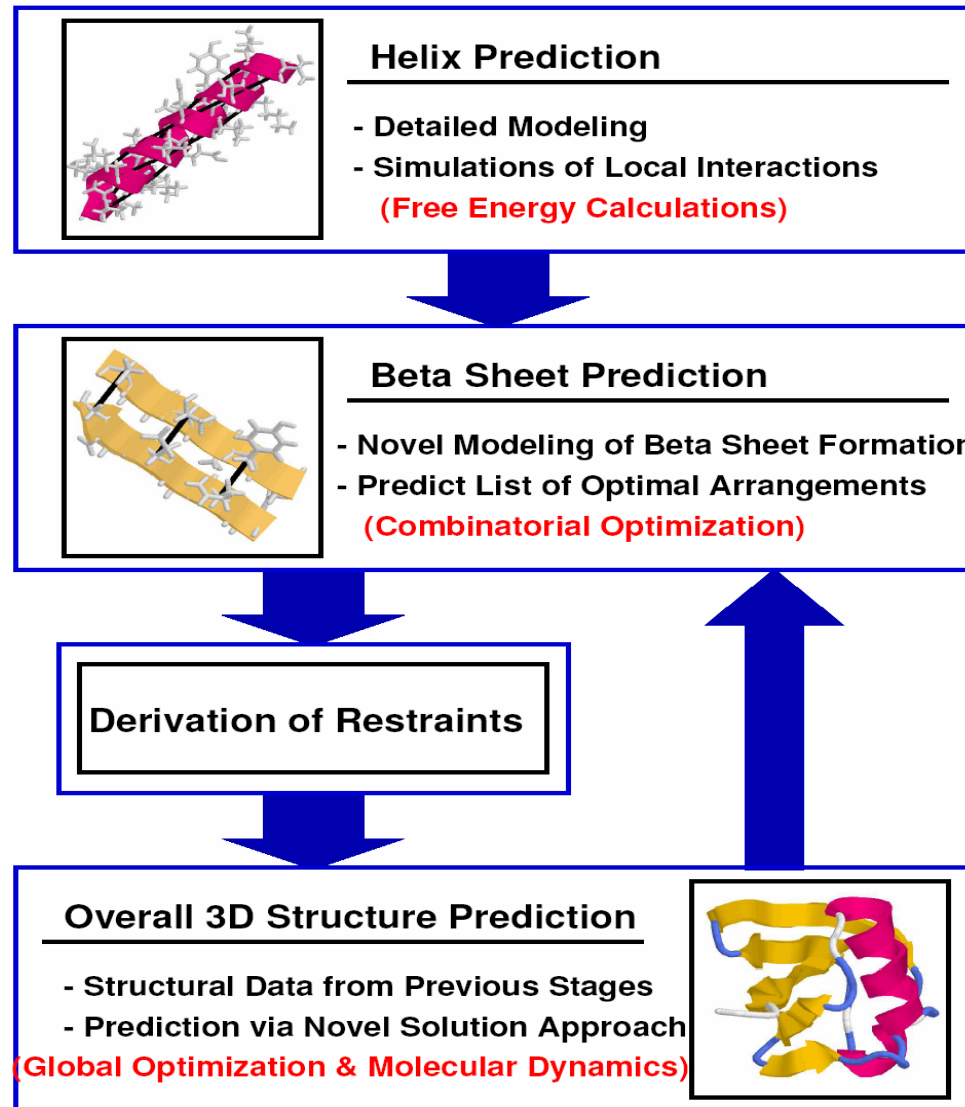 Helix Prediction
- Detailed Modeling
- Simulations of Local Interactions
(Free Energy Calculations)
Beta Sheet Prediction
- Novel Modeling of Beta Sheet Formation
- Predict List of Optimal Arrangements
(Combinatorial Optimization)
Derivation of Restraints
Overall 3D Structure Prediction
- Structural Data from Previous Stages
- Prediction via Novel Solution Approach
(Global Optimization & Molecular Dynamics)